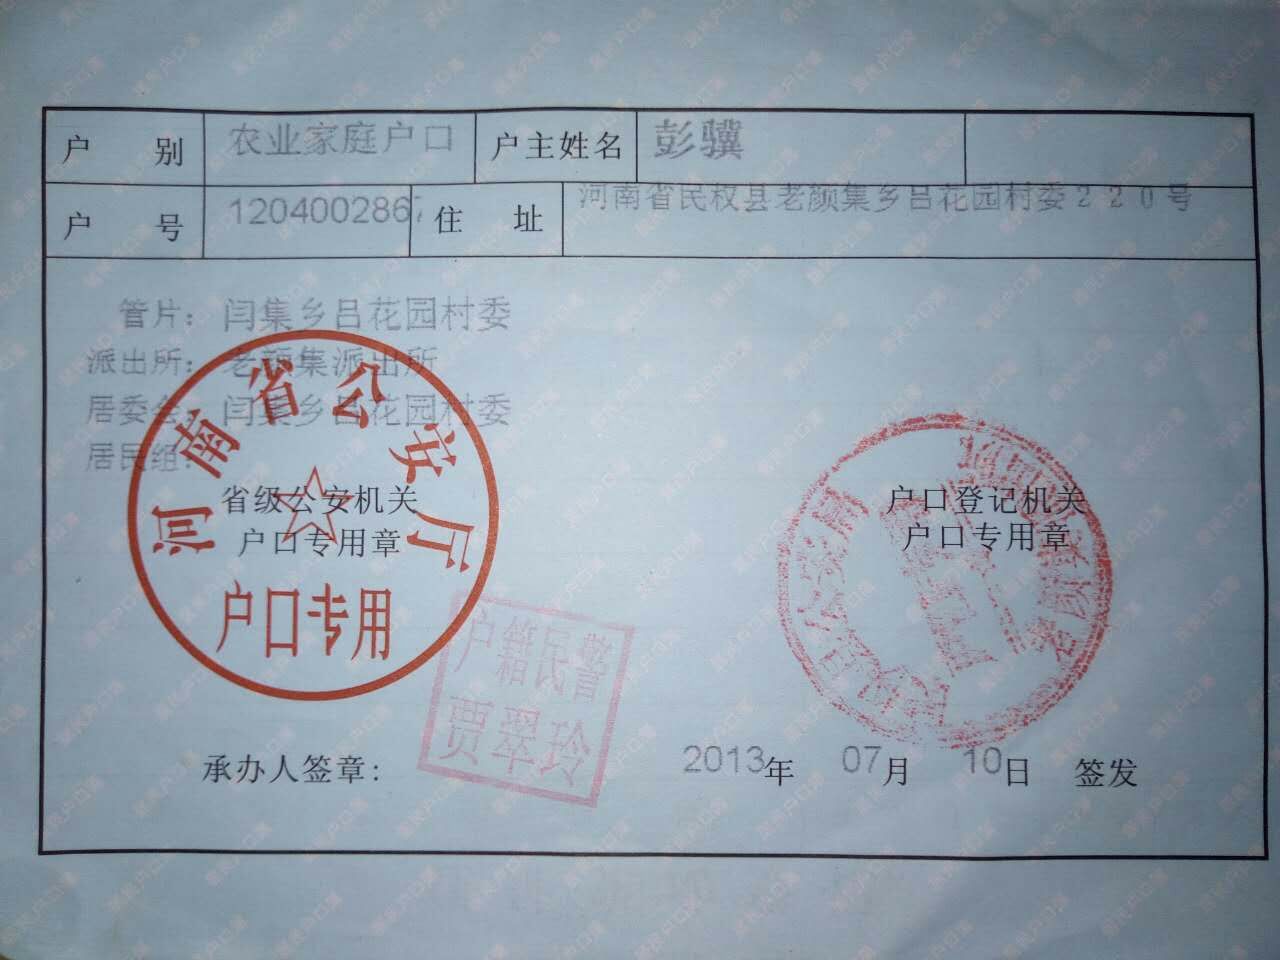 户 别 农业家庭户口 户主姓名 彭骥
户 号 120400286 住 址 河南省民权县老颜集乡吕花园村委220号
管片: 闫集乡吕花园村委
派出所: 老颜集派出所
居委会: 闫集乡吕花园村委
居民组:
河南省公安厅
省级公安机关
户口专用章
户口专用
户口登记机关
户口专用章
户籍民警
贾翠玲
承办人签章:
2013年 07月 10日 签发